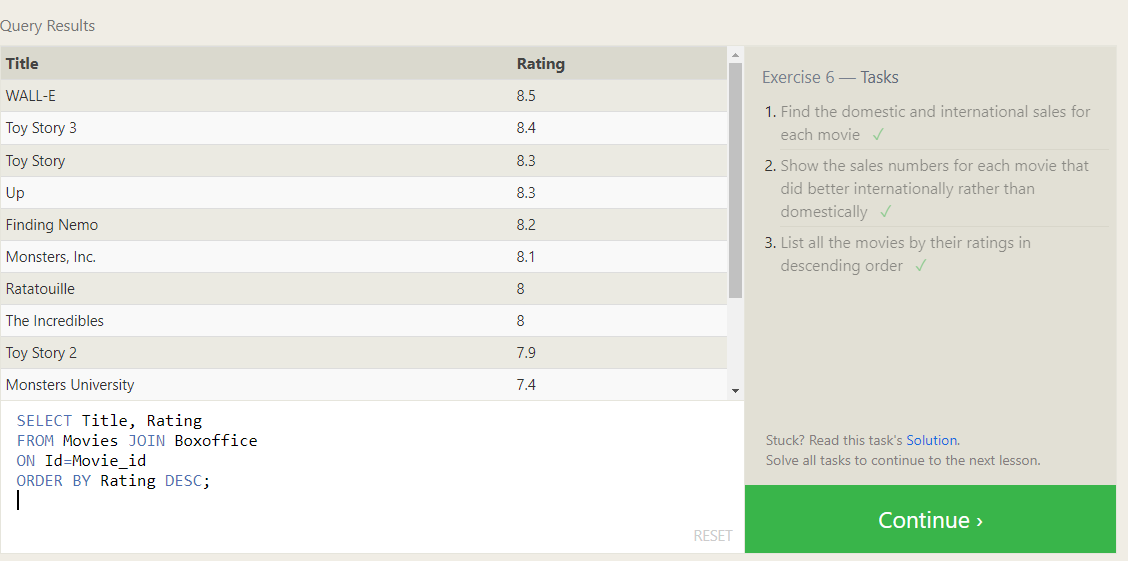 Query Results
Title Rating
WALL-E 8.5
Toy Story 3 8.4
Toy Story 8.3
Up 8.3
Finding Nemo 8.2
Monsters, Inc. 8.1
Ratatouille 8
The Incredibles 8
Toy Story 2 7.9
Monsters University 7.4
SELECT Title, Rating
FROM Movies JOIN Boxoffice
ON Id=Movie_id
ORDER BY Rating DESC;
RESET
Exercise 6 — Tasks
1. Find the domestic and international sales for
each movie ✓
2. Show the sales numbers for each movie that
did better internationally rather than
domestically ✓
3. List all the movies by their ratings in
descending order ✓
Stuck? Read this task's Solution.
Solve all tasks to continue to the next lesson.
Continue ›